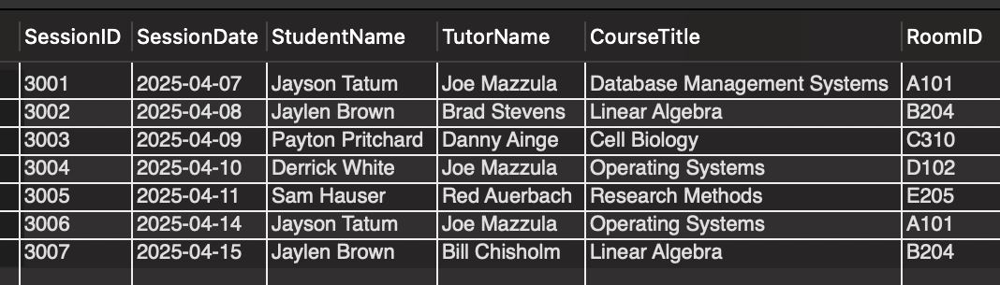 SessionID SessionDate StudentName TutorName CourseTitle RoomID
3001 2025-04-07 Jayson Tatum Joe Mazzula Database Management Systems A101
3002 2025-04-08 Jaylen Brown Brad Stevens Linear Algebra B204
3003 2025-04-09 Payton Pritchard Danny Ainge Cell Biology C310
3004 2025-04-10 Derrick White Joe Mazzula Operating Systems D102
3005 2025-04-11 Sam Hauser Red Auerbach Research Methods E205
3006 2025-04-14 Jayson Tatum Joe Mazzula Operating Systems A101
3007 2025-04-15 Jaylen Brown Bill Chisholm Linear Algebra B204